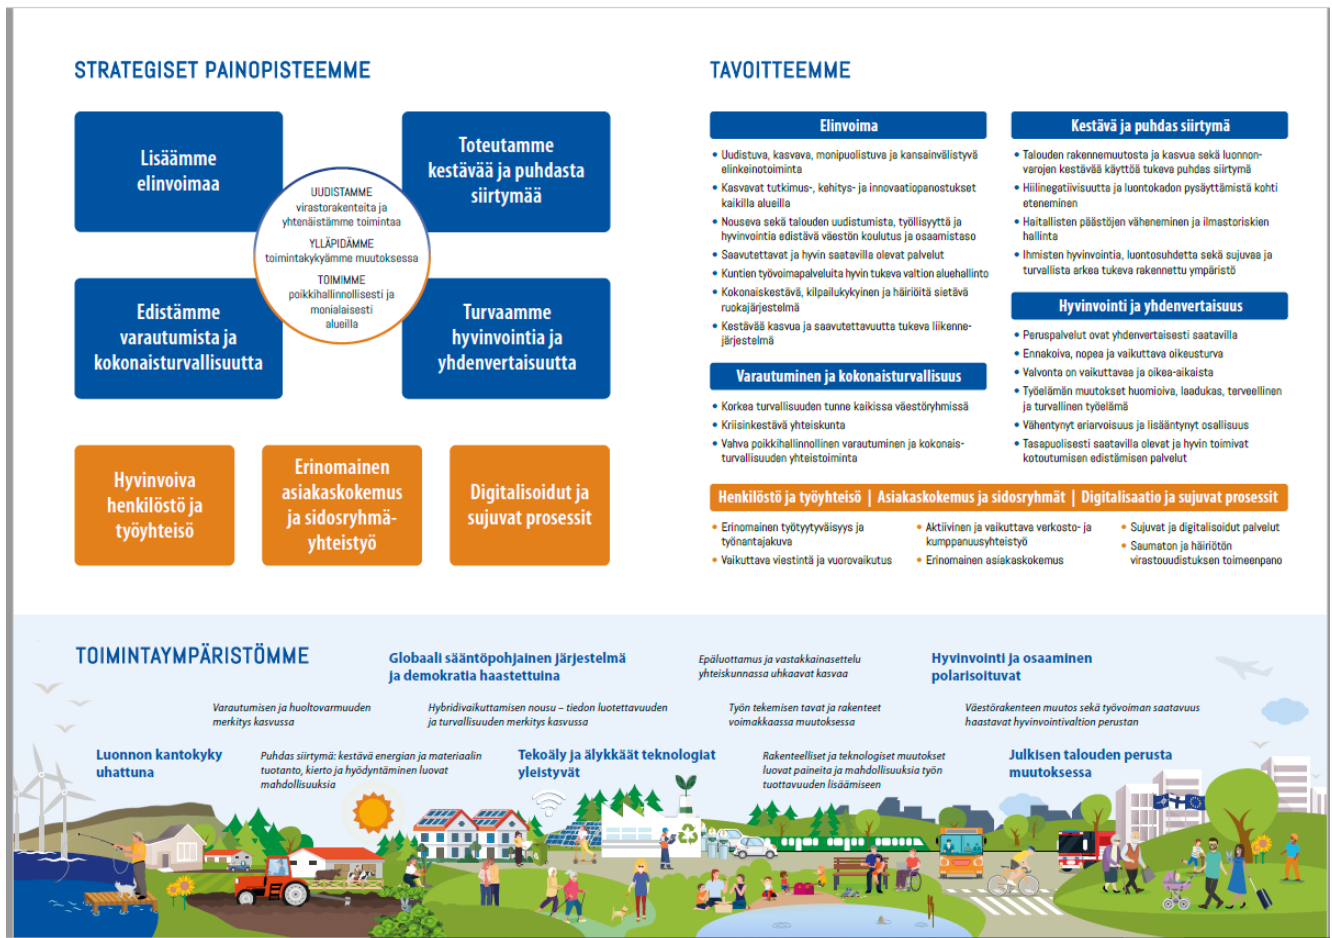 STRATEGISET PAINOPISTEEMME
Lisäämme
elinvoimaa
Toteutamme
kestävää ja puhdasta
siirtymää
UUDISTAMME
virastorakenteita ja
yhtenäistämme toimintaa
YLLÄPIDÄMME
toimintakykyämme muutoksessa
TOIMIMME
poikkihallinnollisesti ja
monialaisesti
alueilla
Edistämme
varautumista ja
kokonaisturvallisuutta
Turvaamme
hyvinvointia ja
yhdenvertaisuutta
Hyvinvoiva
henkilöstö ja
työyhteisö
Erinomainen
asiakaskokemus
ja sidosryhmä-
yhteistyö
Digitalisoidut ja
sujuvat prosessit
TAVOITTEEMME
Elinvoima
• Uudistuva, kasvava, monipuolistuva ja kansainvälistyvä
elinkeinotoiminta
• Kasvavat tutkimus-, kehitys- ja innovaatiopanostukset
kaikilla alueilla
• Nouseva sekä talouden uudistumista, työllisyyttä ja
hyvinvointia edistävä väestön koulutus ja osaamistaso
• Saavutettavat ja hyvin saatavilla olevat palvelut
• Kuntien työvoimapalveluita hyvin tukeva valtion aluehallinto
• Kokonaiskestävä, kilpailukykyinen ja häiriöitä sietävä
ruokajärjestelmä
• Kestävää kasvua ja saavutettavuutta tukeva liikenne-
järjestelmä
Varautuminen ja kokonaisturvallisuus
• Korkea turvallisuuden tunne kaikissa väestöryhmissä
• Kriisinkestävä yhteiskunta
• Vahva poikkihallinnollinen varautuminen ja kokonais-
turvallisuuden yhteistoiminta
Kestävä ja puhdas siirtymä
• Talouden rakennemuutosta ja kasvua sekä luonnon-
varojen kestävää käyttöä tukeva puhdas siirtymä
• Hiilinegatiivisuutta ja luontokadon pysäyttämistä kohti
eteneminen
• Haitallisten päästöjen väheneminen ja ilmastoriskien
hallinta
• Ihmisten hyvinvointia, luontosuhdetta sekä sujuvaa ja
turvallista arkea tukeva rakennettu ympäristö
Hyvinvointi ja yhdenvertaisuus
• Peruspalvelut ovat yhdenvertaisesti saatavilla
• Ennakoiva, nopea ja vaikuttava oikeusturva
• Valvonta on vaikuttavaa ja oikea-aikaista
• Työelämän muutokset huomioiva, laadukas, terveellinen
ja turvallinen työelämä
• Vähentynyt eriarvoisuus ja lisääntynyt osallisuus
• Tasapuolisesti saatavilla olevat ja hyvin toimivat
kotoutumisen edistämisen palvelut
Henkilöstö ja työyhteisö | Asiakaskokemus ja sidosryhmät | Digitalisaatio ja sujuvat prosessit
• Erinomainen työtyytyväisyys ja
työnantajakuva
• Vaikuttava viestintä ja vuorovaikutus
• Aktiivinen ja vaikuttava verkosto- ja
kumppanuusyhteistyö
• Erinomainen asiakaskokemus
• Sujuvat ja digitalisoidut palvelut
• Saumaton ja häiriötön
virastouudistuksen toimeenpano
TOIMINTAYMPÄRISTÖMME
Globaali sääntöpohjainen järjestelmä
ja demokratia haastettuina
Epäluottamus ja vastakkainasettelu
yhteiskunnassa uhkaavat kasvaa
Hyvinvointi ja osaaminen
polarisoituvat
Varautumisen ja huoltovarmuuden
merkitys kasvussa
Hybridivaikuttamisen nousu – tiedon luotettavuuden
ja turvallisuuden merkitys kasvussa
Työn tekemisen tavat ja rakenteet
voimakkaassa muutoksessa
Väestörakenteen muutos sekä työvoiman saatavuus
haastavat hyvinvointivaltion perustan
Luonnon kantokyky
uhattuna
Puhdas siirtymä: kestävä energian ja materiaalin
tuotanto, kierto ja hyödyntäminen luovat
mahdollisuuksia
Tekoäly ja älykkäät teknologiat
yleistyvät
Rakenteelliset ja teknologiset muutokset
luovat paineita ja mahdollisuuksia työn
tuottavuuden lisäämiseen
Julkisen talouden perusta
muutoksessa